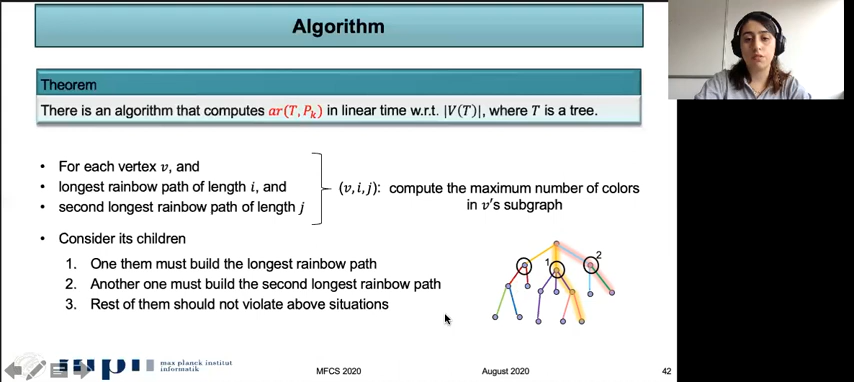 Algorithm
Theorem
There is an algorithm that computes ar(T, P_k) in linear time w.r.t. |V(T)|, where T is a tree.
• For each vertex v, and
• longest rainbow path of length i, and
• second longest rainbow path of length j
(v, i, j): compute the maximum number of colors
in v's subgraph
• Consider its children
1. One them must build the longest rainbow path
2. Another one must build the second longest rainbow path
3. Rest of them should not violate above situations
1
2
max planck institut
informatik
MFCS 2020
August 2020
42